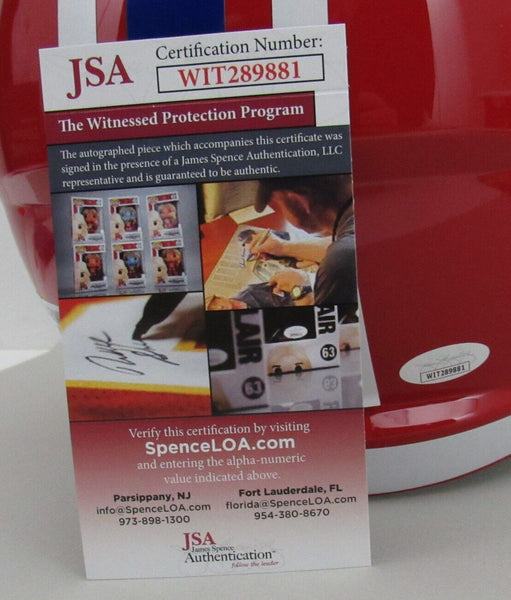 JSA
Certification Number:
WIT289881
The Witnessed Protection Program
The autographed piece which accompanies this certificate was
signed in the presence of a James Spence Authentication, LLC
representative and is guaranteed to be authentic.
AIR
63
LAIR
63
63
Verify this certification by visiting
SpenceLOA.com
and entering the alpha-numeric
value indicated above.
Parsippany, NJ
info@SpenceLOA.com
973-898-1300
Fort Lauderdale, FL
florida@SpenceLOA.com
954-380-8670
JSA
James Spence
Authentication
follow the leader
WIT289881